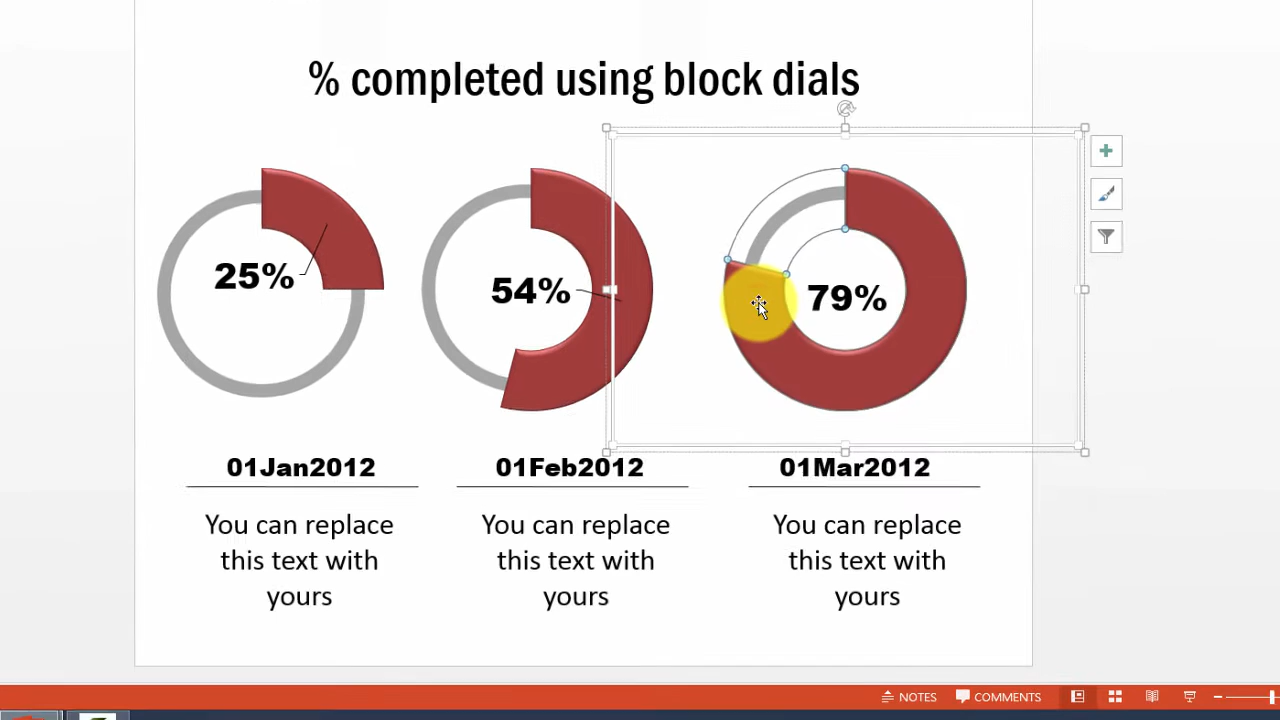 % completed using block dials
25%
54%
79%
01Jan2012
01Feb2012
01Mar2012
You can replace
this text with
yours
You can replace
this text with
yours
You can replace
this text with
yours
NOTES
COMMENTS